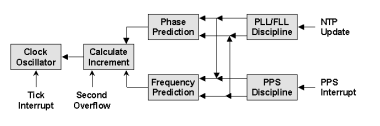 Phase
Prediction
PLL/FLL
Discipline
NTP
Update
Clock
Oscillator
Calculate
Increment
Frequency
Prediction
PPS
Discipline
PPS
Interrupt
Tick
Interrupt
Second
Overflow